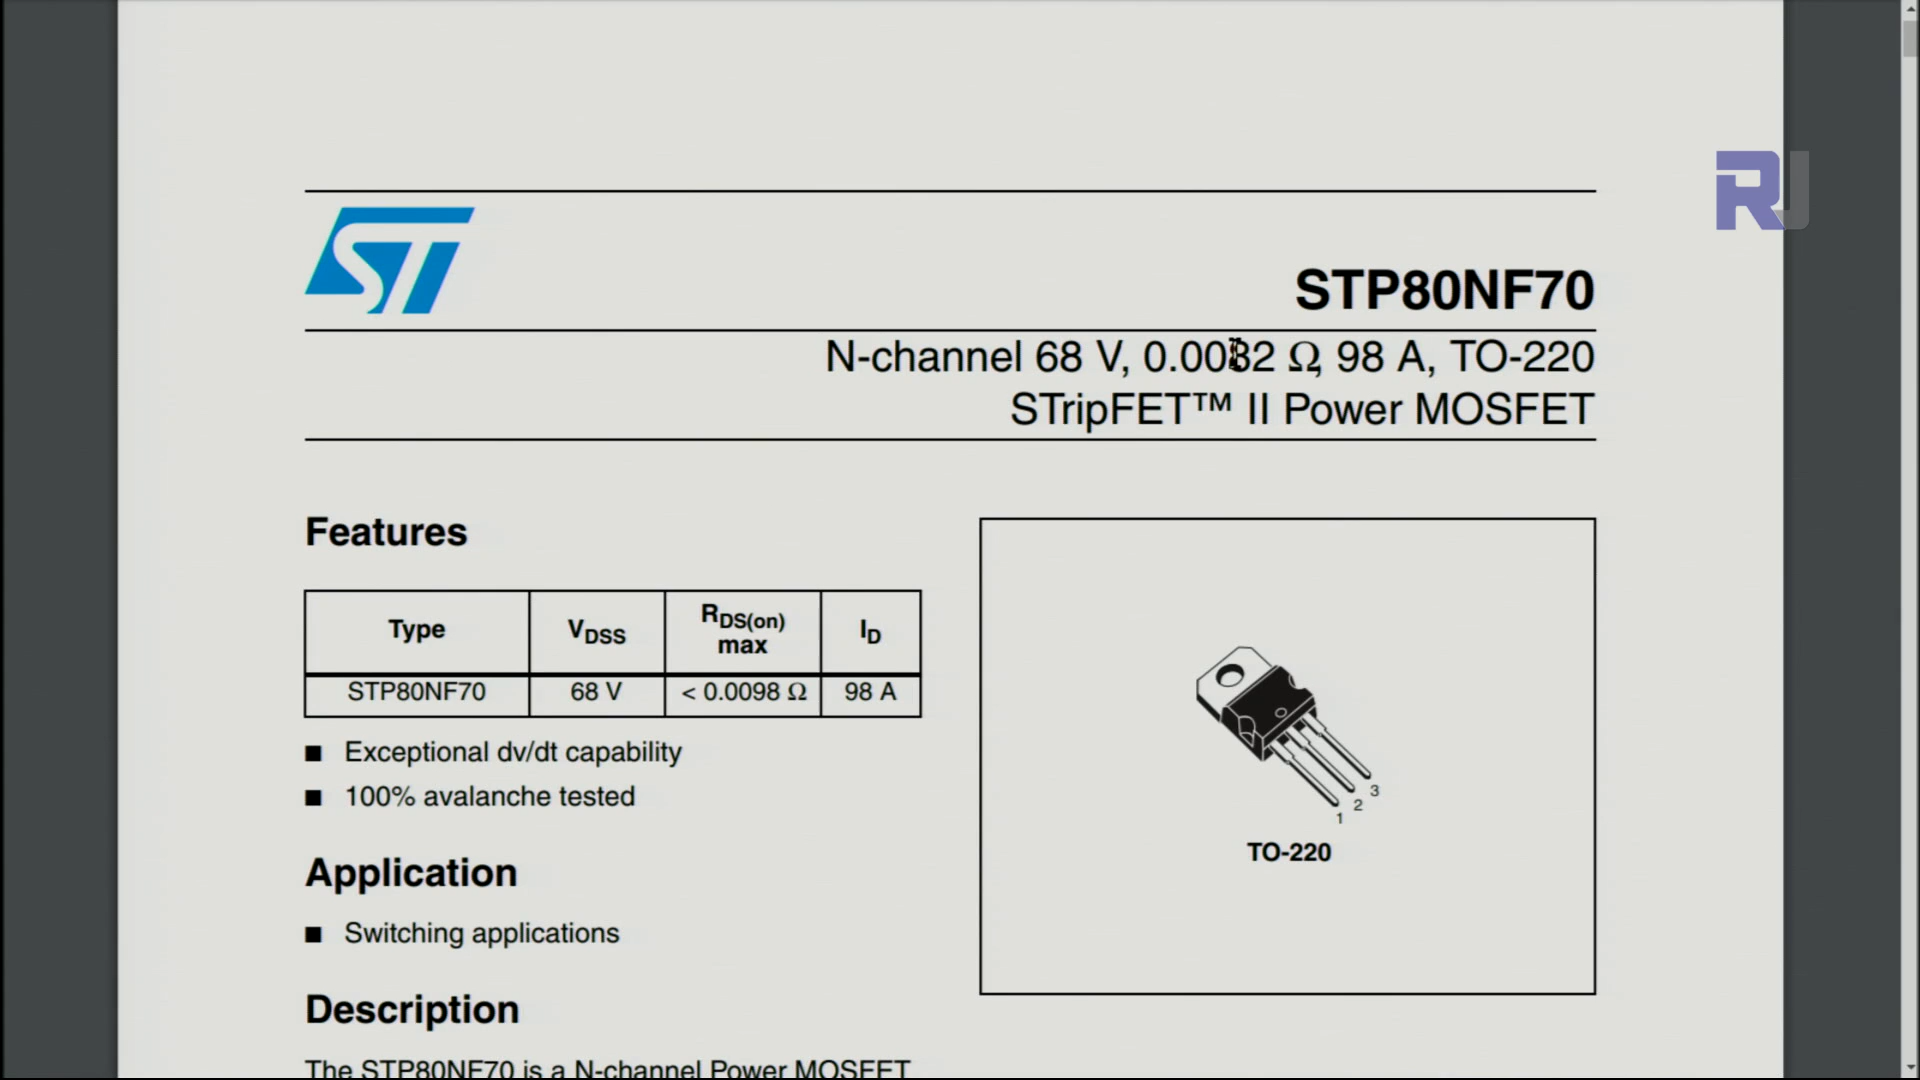 RJ
ST
STP80NF70
N-channel 68 V, 0.0082 Ω, 98 A, TO-220
STripFET™ II Power MOSFET
Features
Type VDSS RDS(on) max ID
STP80NF70 68 V < 0.0098 Ω 98 A
■ Exceptional dv/dt capability
■ 100% avalanche tested
1 2 3
TO-220
Application
■ Switching applications
Description
The STP80NF70 is a N-channel Power MOSFET